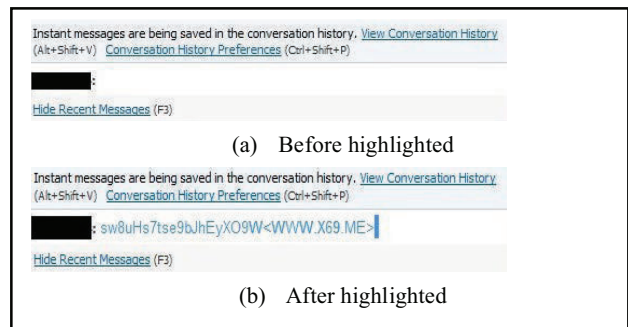 Instant messages are being saved in the conversation history. View Conversation History
(Alt+Shift+V) Conversation History Preferences (Ctrl+Shift+P)
:
Hide Recent Messages (F3)
(a) Before highlighted
Instant messages are being saved in the conversation history. View Conversation History
(Alt+Shift+V) Conversation History Preferences (Ctrl+Shift+P)
: sw8uHs7tse9bJhEyXO9W<WWW.X69.ME>
Hide Recent Messages (F3)
(b) After highlighted